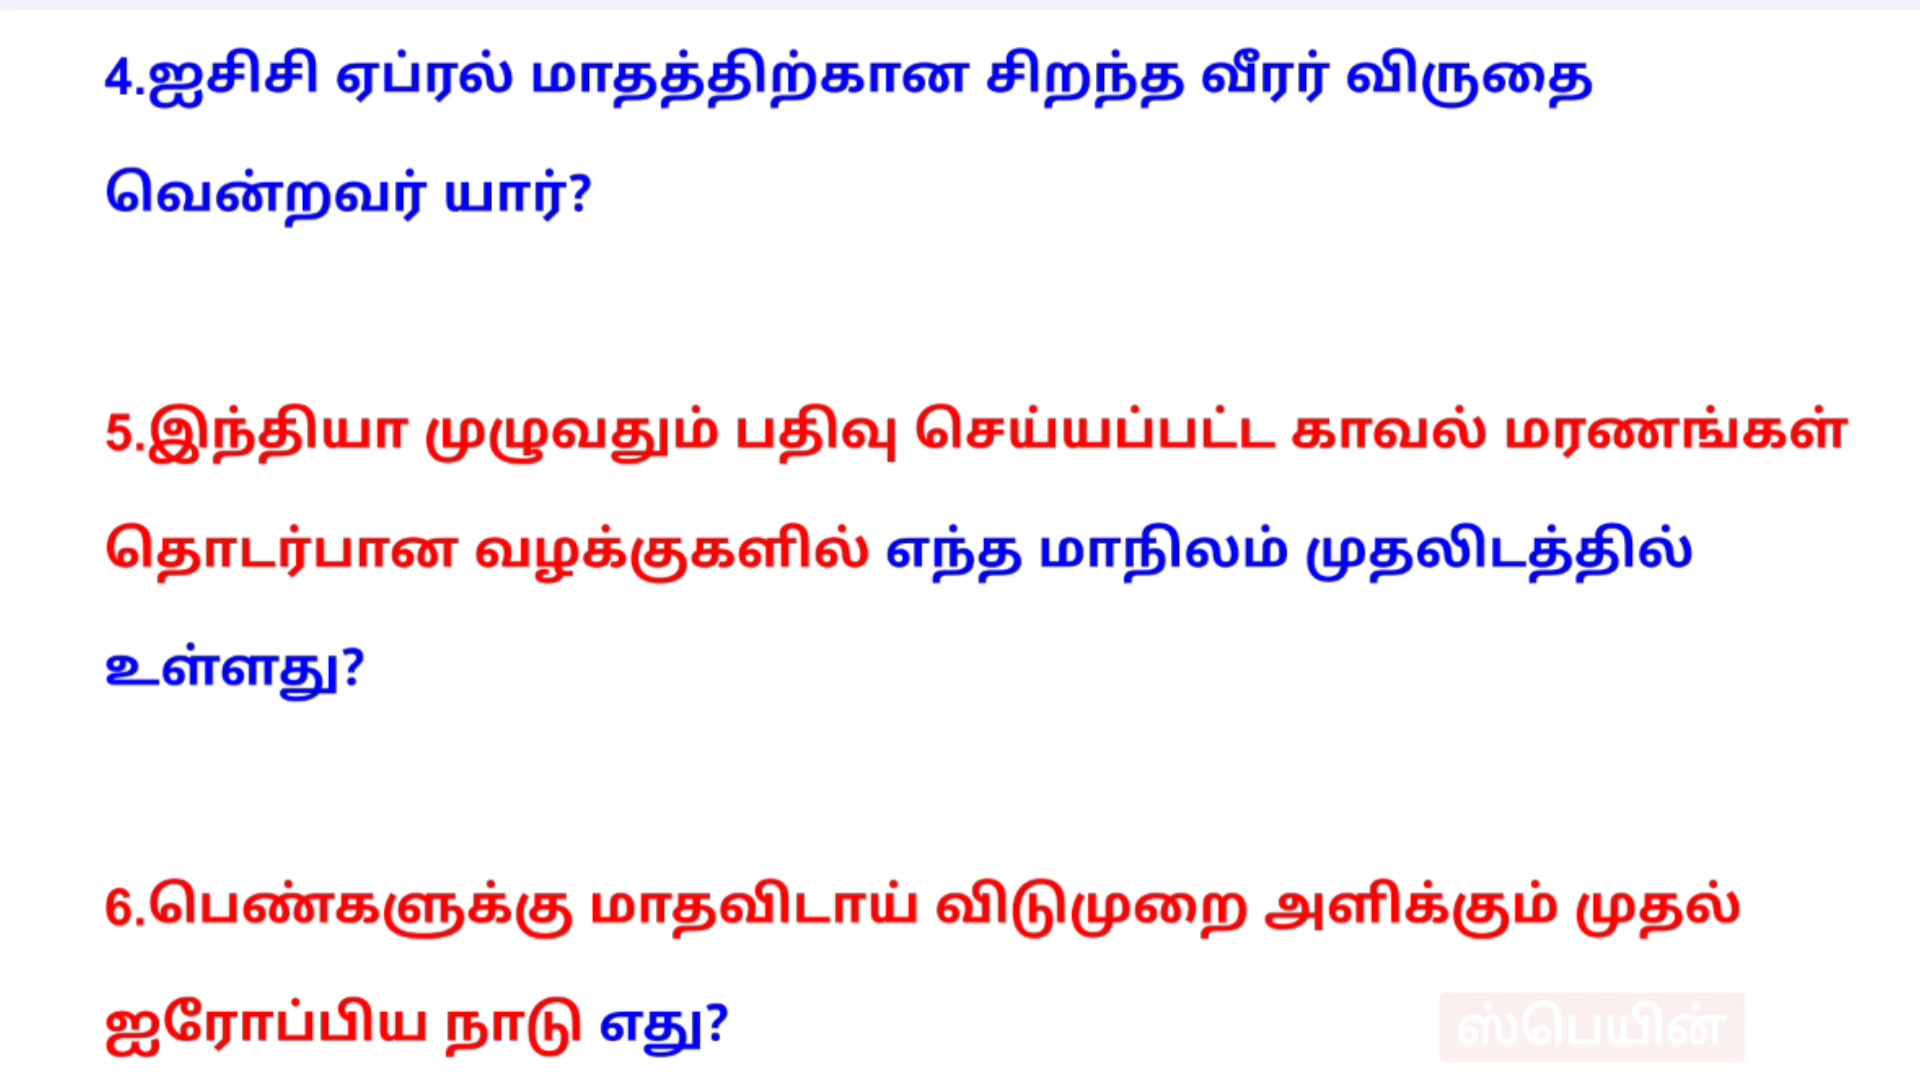 4.ஐசிசி ஏப்ரல் மாதத்திற்கான சிறந்த வீரர் விருதை
வென்றவர் யார்?
5.இந்தியா முழுவதும் பதிவு செய்யப்பட்ட காவல் மரணங்கள்
தொடர்பான வழக்குகளில் எந்த மாநிலம் முதலிடத்தில்
உள்ளது?
6.பெண்களுக்கு மாதவிடாய் விடுமுறை அளிக்கும் முதல்
ஐரோப்பிய நாடு எது?
ஸ்பெயின்